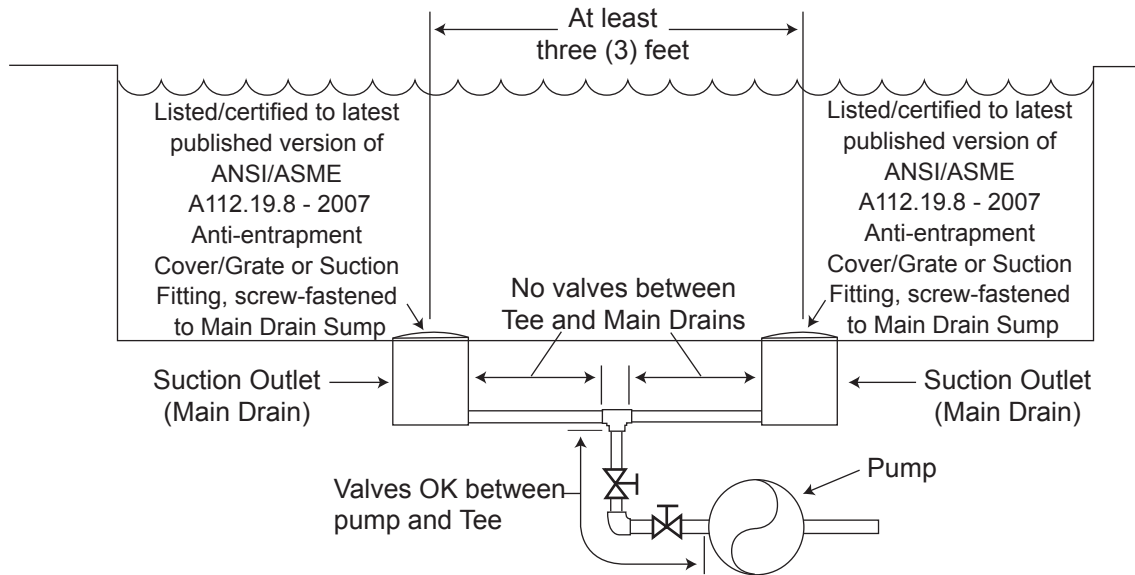 At least
three (3) feet
Listed/certified to latest
published version of
ANSI/ASME
A112.19.8 - 2007
Anti-entrapment
Cover/Grate or Suction
Fitting, screw-fastened
to Main Drain Sump
Listed/certified to latest
published version of
ANSI/ASME
A112.19.8 - 2007
Anti-entrapment
Cover/Grate or Suction
Fitting, screw-fastened
to Main Drain Sump
No valves between
Tee and Main Drains
Suction Outlet
(Main Drain)
Suction Outlet
(Main Drain)
Valves OK between
pump and Tee
Pump